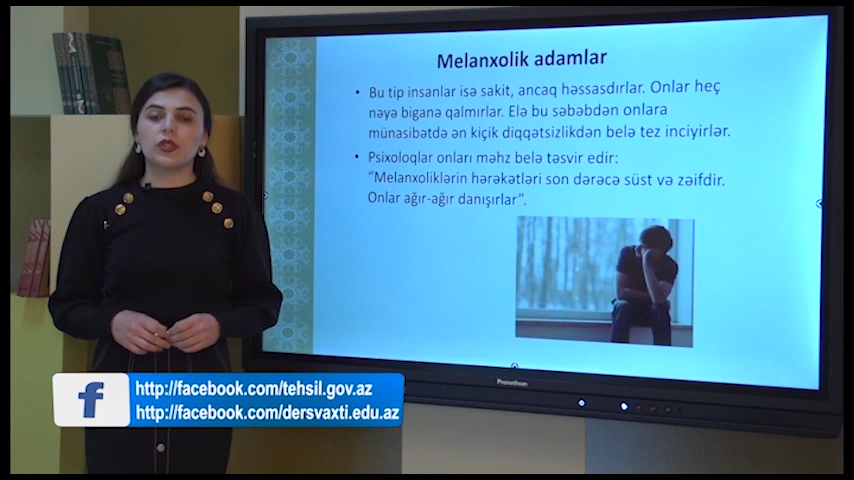 Melanxolik adamlar
• Bu tip insanlar isə sakit, ancaq həssasdırlar. Onlar heç
nəyə biganə qalmırlar. Elə bu səbəbdən onlara
münasibətdə ən kiçik diqqətsizlikdən belə tez inciyirlər.
• Psixoloqlar onları məhz belə təsvir edir:
“Melanxoliklərin hərəkətləri son dərəcə süst və zəifdir.
Onlar ağır-ağır danışırlar”.
Promethean
f
http://facebook.com/tehsil.gov.az
http://facebook.com/dersvaxti.edu.az